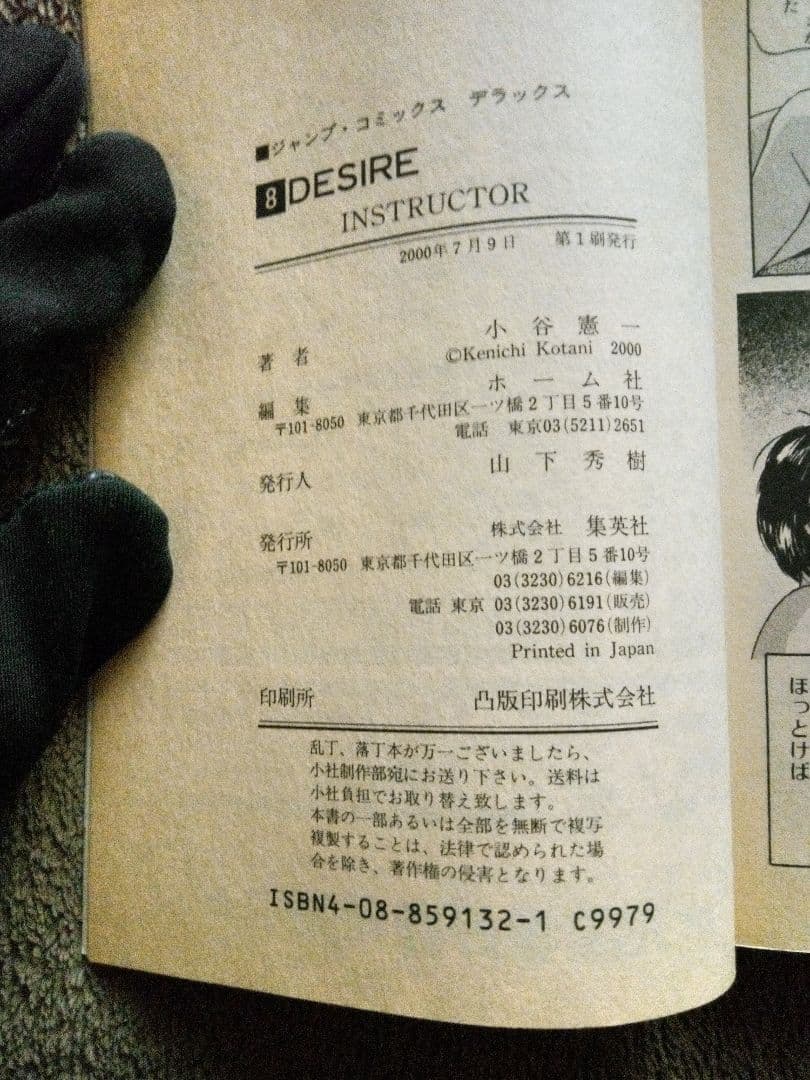 ■ジャンプ・コミックス デラックス
8 DESIRE
INSTRUCTOR
2000年7月9日 第1刷発行
著者 小谷憲一
©Kenichi Kotani 2000
編集 ホーム社
〒101-8050 東京都千代田区一ツ橋2丁目5番10号
電話 東京03(5211)2651
発行人 山下秀樹
発行所 株式会社 集英社
〒101-8050 東京都千代田区一ツ橋2丁目5番10号
03(3230)6216(編集)
電話 東京 03(3230)6191(販売)
03(3230)6076(制作)
Printed in Japan
印刷所 凸版印刷株式会社
乱丁、落丁本が万一ございましたら、
小社制作部宛にお送り下さい。送料は
小社負担でお取り替え致します。
本書の一部あるいは全部を無断で複写
複製することは、法律で認められた場
合を除き、著作権の侵害となります。
ISBN4-08-859132-1 C9979
ほっとけば